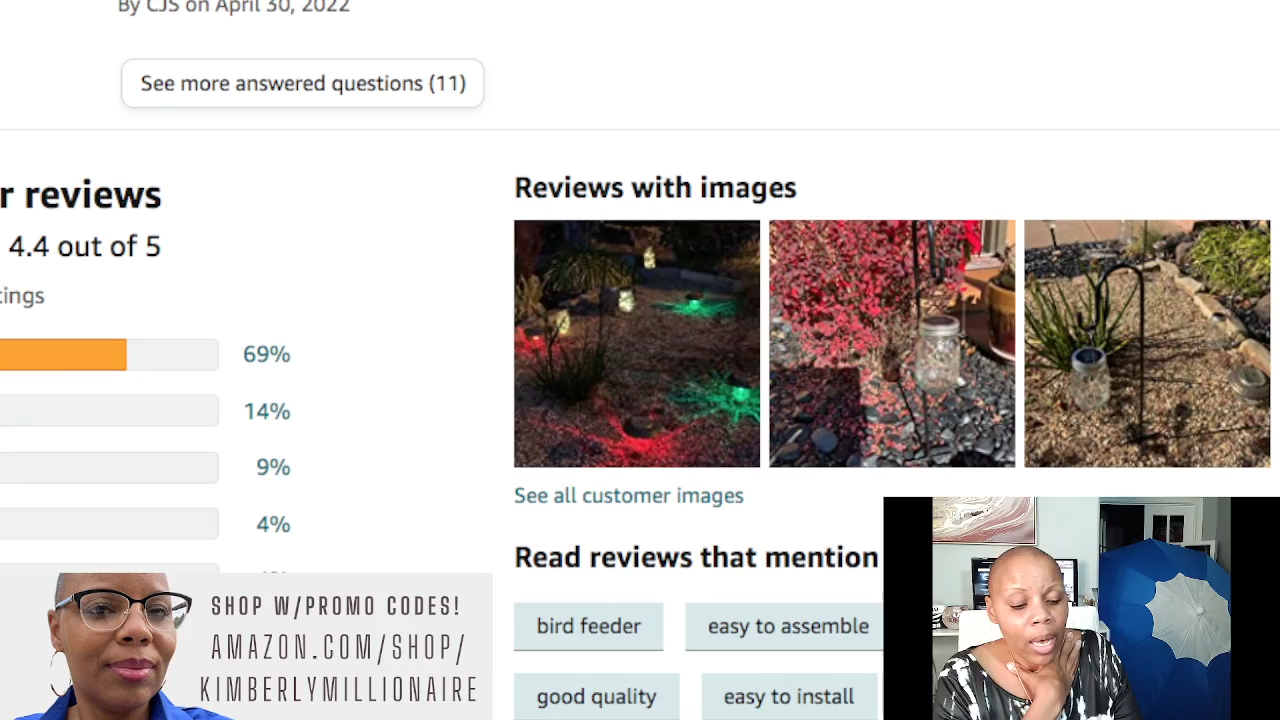 By CJS on April 30, 2022
See more answered questions (11)
r reviews
4.4 out of 5
tings
69%
14%
9%
4%
Reviews with images
See all customer images
Read reviews that mention
bird feeder
easy to assemble
good quality
easy to install
SHOP W/PROMO CODES!
AMAZON.COM/SHOP/
KIMBERLYMILLIONAIRE